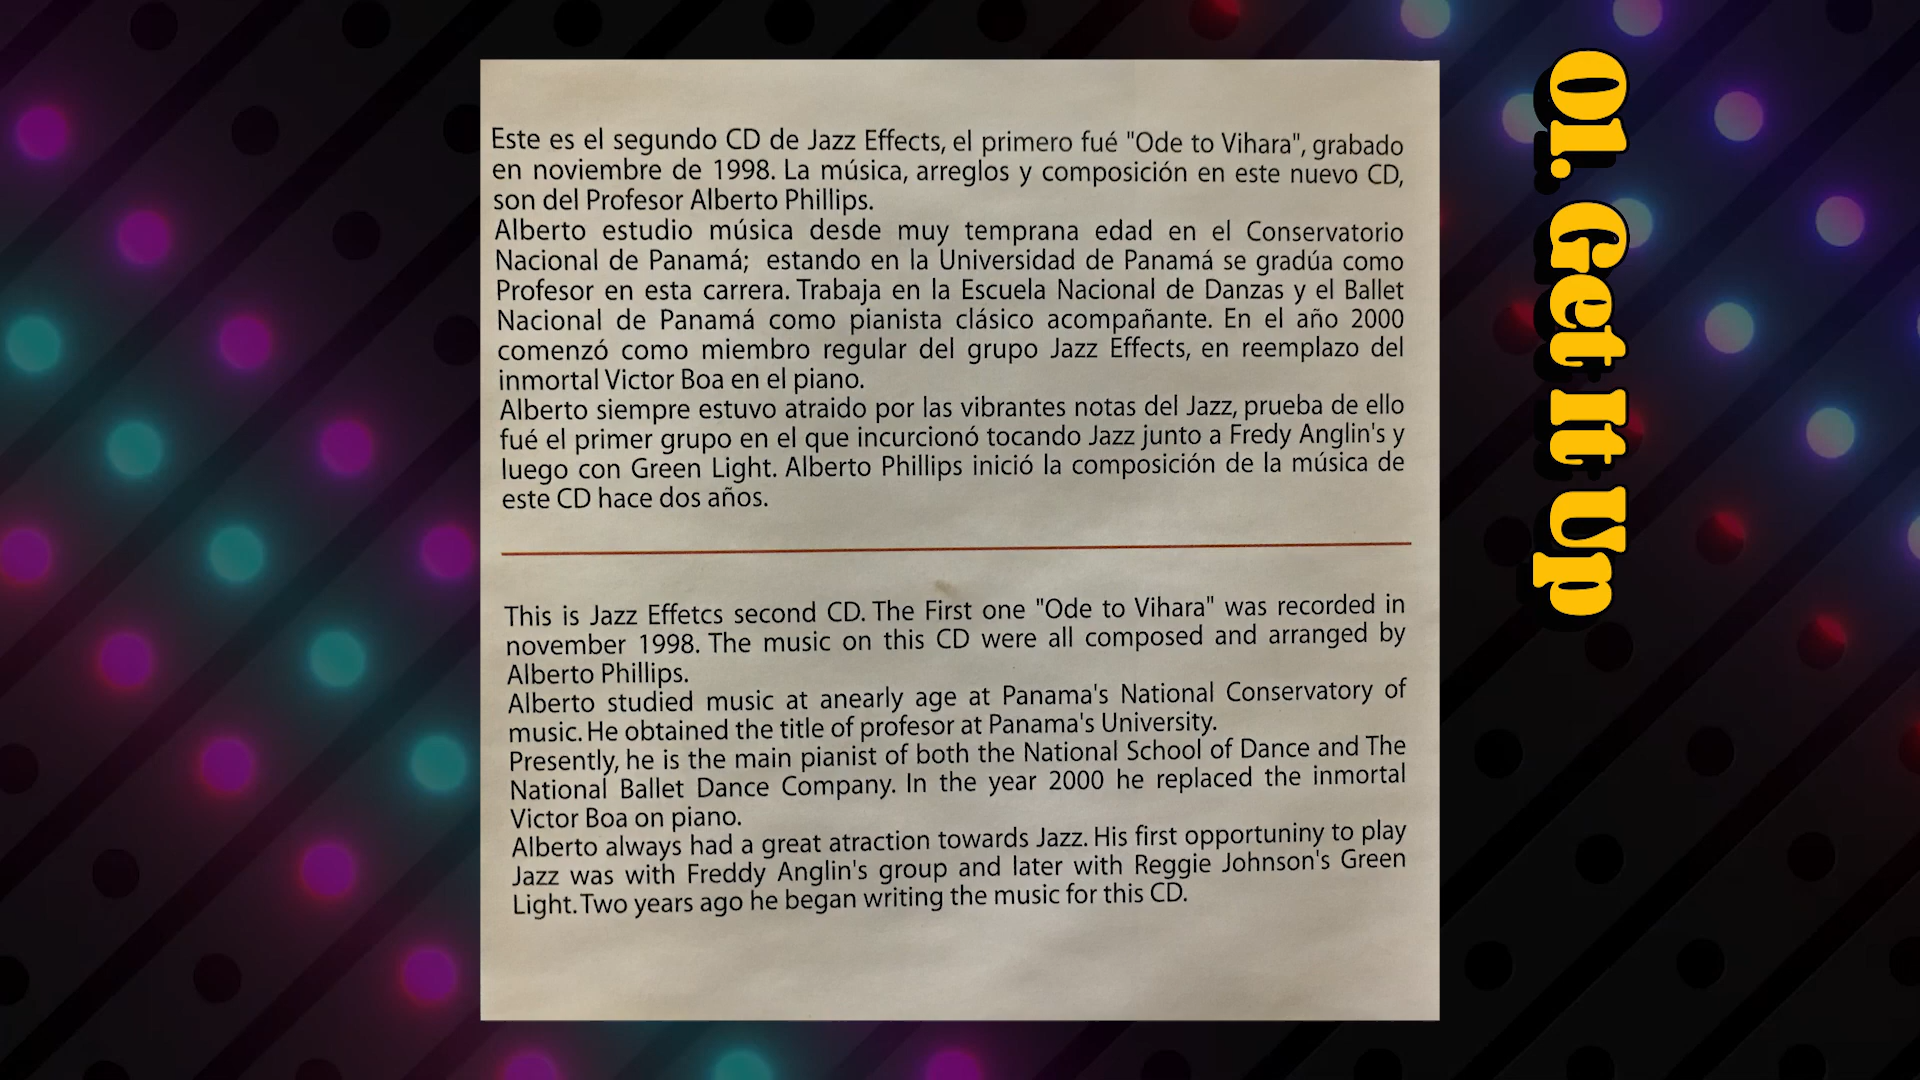 Este es el segundo CD de Jazz Effects, el primero fué "Ode to Vihara", grabado
en noviembre de 1998. La música, arreglos y composición en este nuevo CD,
son del Profesor Alberto Phillips.
Alberto estudio música desde muy temprana edad en el Conservatorio
Nacional de Panamá; estando en la Universidad de Panamá se gradúa como
Profesor en esta carrera. Trabaja en la Escuela Nacional de Danzas y el Ballet
Nacional de Panamá como pianista clásico acompañante. En el año 2000
comenzó como miembro regular del grupo Jazz Effects, en reemplazo del
inmortal Victor Boa en el piano.
Alberto siempre estuvo atraido por las vibrantes notas del Jazz, prueba de ello
fué el primer grupo en el que incurcionó tocando Jazz junto a Fredy Anglin's y
luego con Green Light. Alberto Phillips inició la composición de la música de
este CD hace dos años.
This is Jazz Effetcs second CD. The First one "Ode to Vihara" was recorded in
november 1998. The music on this CD were all composed and arranged by
Alberto Phillips.
Alberto studied music at anearly age at Panama's National Conservatory of
music. He obtained the title of profesor at Panama's University.
Presently, he is the main pianist of both the National School of Dance and The
National Ballet Dance Company. In the year 2000 he replaced the inmortal
Victor Boa on piano.
Alberto always had a great atraction towards Jazz. His first opportuniny to play
Jazz was with Freddy Anglin's group and later with Reggie Johnson's Green
Light. Two years ago he began writing the music for this CD.
01. Get It Up